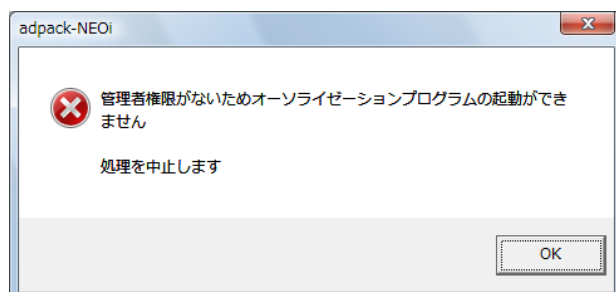 adpack-NEOi
管理者権限がないためオーソライゼーションプログラムの起動ができ
ません
処理を中止します
OK